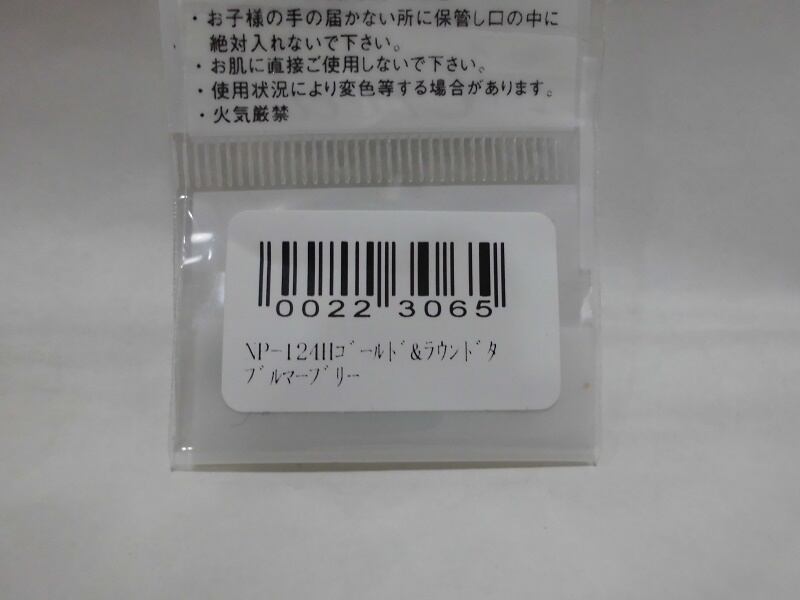 ・お子様の手の届かない所に保管し口の中に
絶対入れないで下さい。
・お肌に直接ご使用しないで下さい。
・使用状況により変色等する場合があります。
・火気厳禁
0022 3065
NP-124Hｺﾞｰﾙﾄﾞ&ﾗｳﾝﾄﾞﾀ
ﾌﾞﾙﾏｰﾌﾞﾘｰ